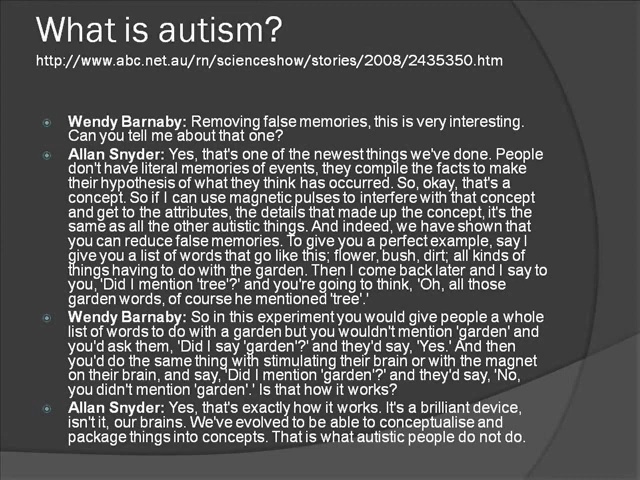 What is autism?
http://www.abc.net.au/rn/scienceshow/stories/2008/2435350.htm
Wendy Barnaby: Removing false memories, this is very interesting.
Can you tell me about that one?
Allan Snyder: Yes, that's one of the newest things we've done. People
don't have literal memories of events, they compile the facts to make
their hypothesis of what they think has occurred. So, okay, that's a
concept. So if I can use magnetic pulses to interfere with that concept
and get to the attributes, the details that made up the concept, it's the
same as all the other autistic things. And indeed, we have shown that
you can reduce false memories. To give you a perfect example, say I
give you a list of words that go like this; flower, bush, dirt; all kinds of
things having to do with the garden. Then I come back later and I say to
you, 'Did I mention 'tree'?' and you're going to think, 'Oh, all those
garden words, of course he mentioned 'tree'.'
Wendy Barnaby: So in this experiment you would give people a whole
list of words to do with a garden but you wouldn't mention 'garden' and
you'd ask them, 'Did I say 'garden'?' and they'd say, 'Yes.' And then
you'd do the same thing with stimulating their brain or with the magnet
on their brain, and say, 'Did I mention 'garden'?' and they'd say, 'No,
you didn't mention 'garden'.' Is that how it works?
Allan Snyder: Yes, that's exactly how it works. It's a brilliant device,
isn't it, our brains. We've evolved to be able to conceptualise and
package things into concepts. That is what autistic people do not do.